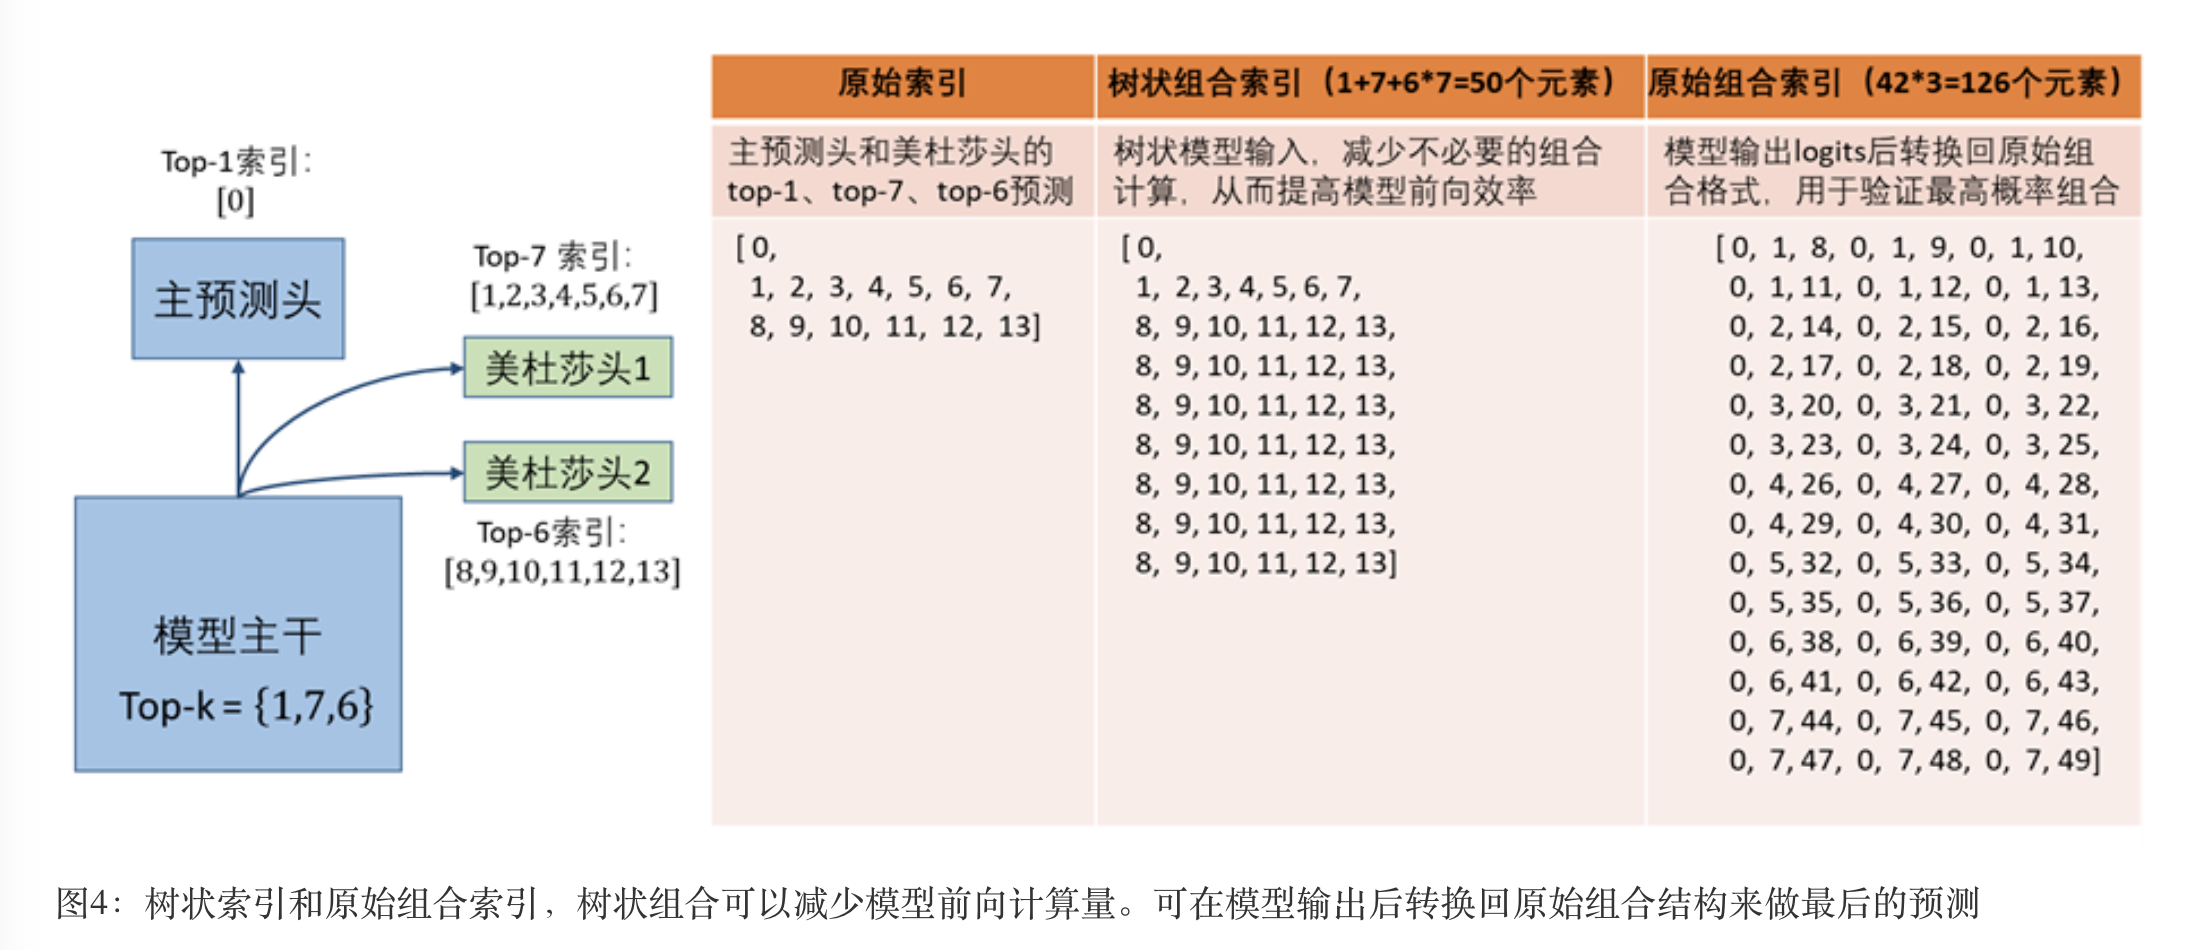 Top-1索引：
[0]
主预测头
Top-7 索引：
[1,2,3,4,5,6,7]
美杜莎头1
美杜莎头2
Top-6索引：
[8,9,10,11,12,13]
模型主干
Top-k = {1,7,6}
原始索引
主预测头和美杜莎头的
top-1、top-7、top-6预测
[ 0,
1, 2, 3, 4, 5, 6, 7,
8, 9, 10, 11, 12, 13]
树状组合索引（1+7+6*7=50个元素）
树状模型输入，减少不必要的组合
计算，从而提高模型前向效率
[ 0,
1, 2, 3, 4, 5, 6, 7,
8, 9, 10, 11, 12, 13,
8, 9, 10, 11, 12, 13,
8, 9, 10, 11, 12, 13,
8, 9, 10, 11, 12, 13,
8, 9, 10, 11, 12, 13,
8, 9, 10, 11, 12, 13,
8, 9, 10, 11, 12, 13]
原始组合索引（42*3=126个元素）
模型输出logits后转换回原始组
合格式，用于验证最高概率组合
[ 0, 1, 8, 0, 1, 9, 0, 1, 10,
0, 1, 11, 0, 1, 12, 0, 1, 13,
0, 2, 14, 0, 2, 15, 0, 2, 16,
0, 2, 17, 0, 2, 18, 0, 2, 19,
0, 3, 20, 0, 3, 21, 0, 3, 22,
0, 3, 23, 0, 3, 24, 0, 3, 25,
0, 4, 26, 0, 4, 27, 0, 4, 28,
0, 4, 29, 0, 4, 30, 0, 4, 31,
0, 5, 32, 0, 5, 33, 0, 5, 34,
0, 5, 35, 0, 5, 36, 0, 5, 37,
0, 6, 38, 0, 6, 39, 0, 6, 40,
0, 6, 41, 0, 6, 42, 0, 6, 43,
0, 7, 44, 0, 7, 45, 0, 7, 46,
0, 7, 47, 0, 7, 48, 0, 7, 49]
图4：树状索引和原始组合索引，树状组合可以减少模型前向计算量。可在模型输出后转换回原始组合结构来做最后的预测